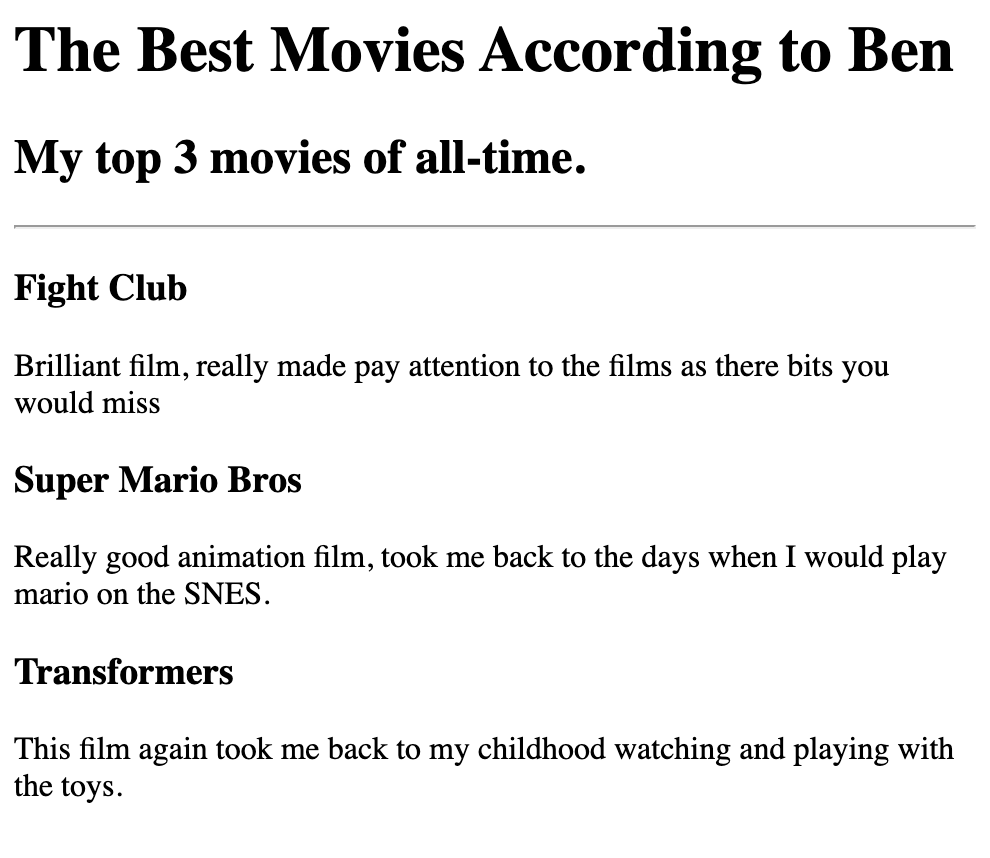 The Best Movies According to Ben
My top 3 movies of all-time.
Fight Club
Brilliant film, really made pay attention to the films as there bits you
would miss
Super Mario Bros
Really good animation film, took me back to the days when I would play
mario on the SNES.
Transformers
This film again took me back to my childhood watching and playing with
the toys.